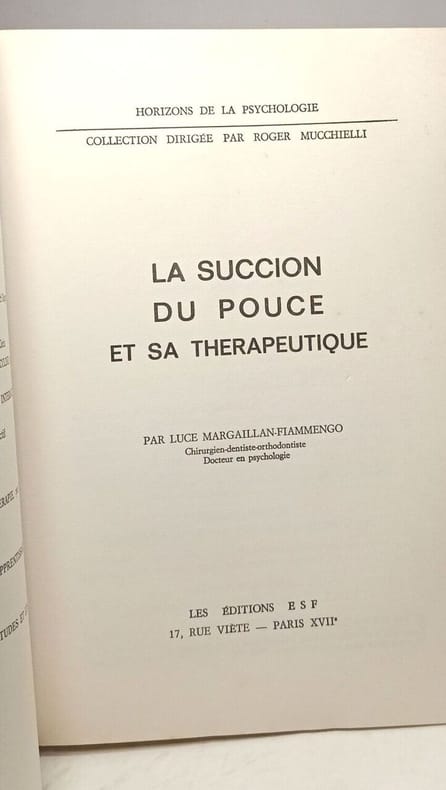 HORIZONS DE LA PSYCHOLOGIE
COLLECTION DIRIGÉE PAR ROGER MUCCHIELLI
LA SUCCION
DU POUCE
ET SA THERAPEUTIQUE
PAR LUCE MARGAILLAN-FIAMMENGO
Chirurgien-dentiste-orthodontiste
Docteur en psychologie
LES ÉDITIONS E S F
17, RUE VIÈTE — PARIS XVIIe